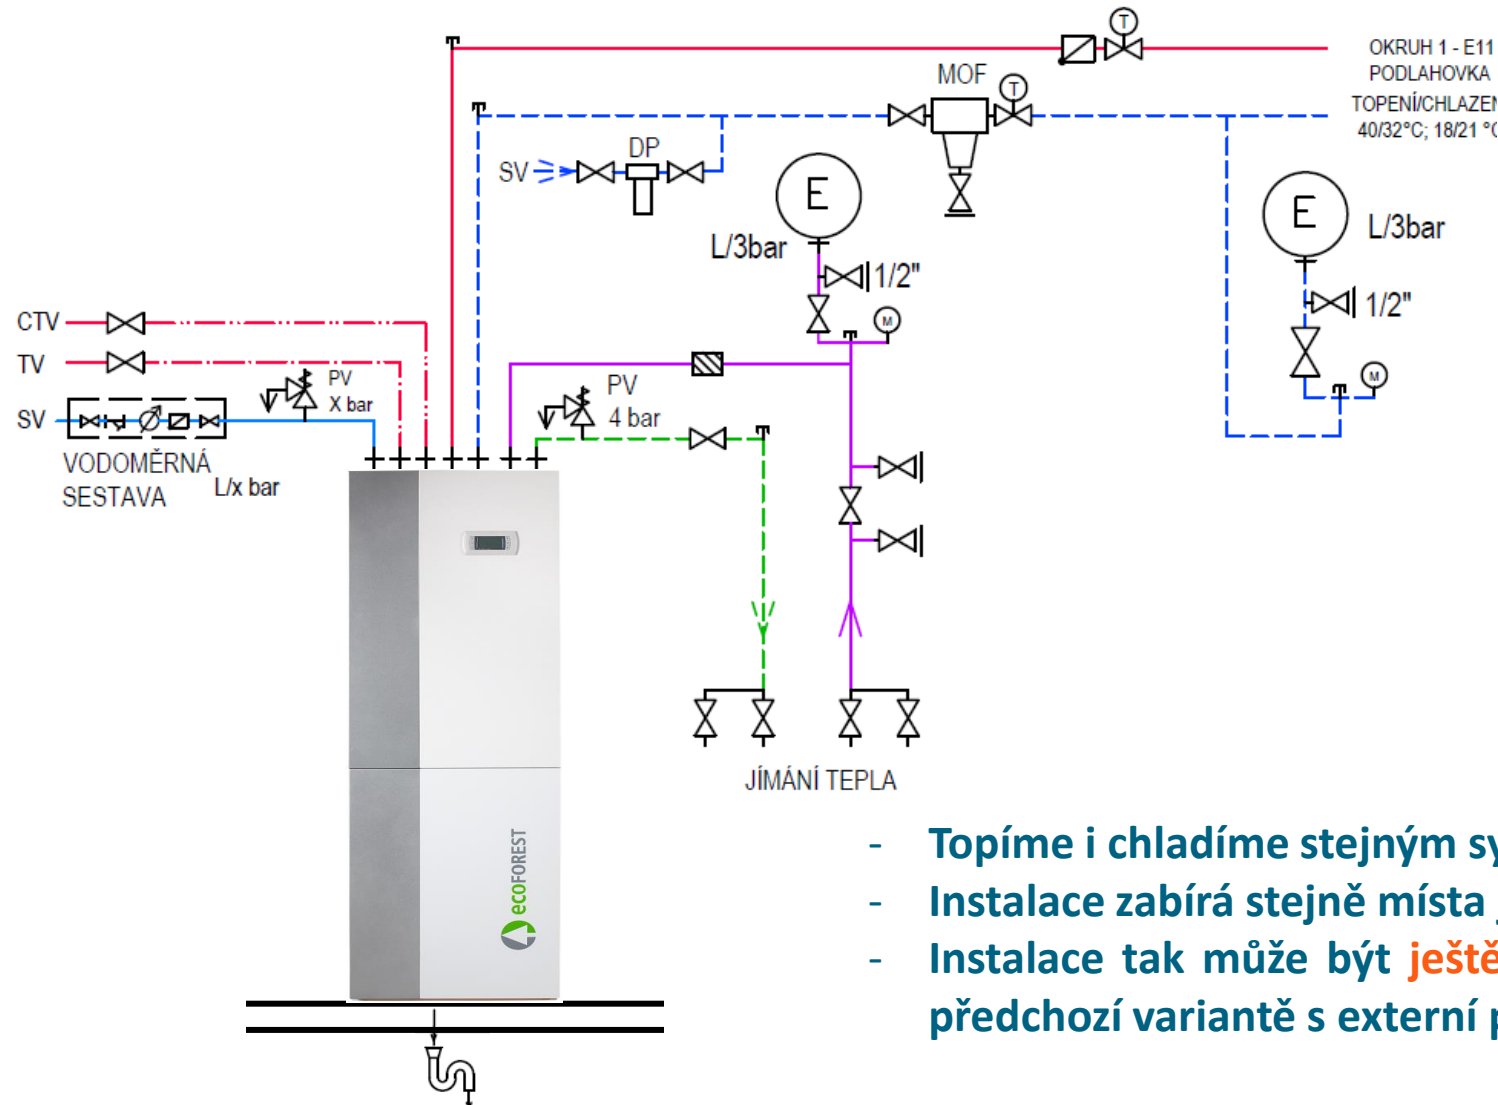 OKRUH 1 - E11
PODLAHOVKA
TOPENÍ/CHLAZEN
40/32°C; 18/21 °C
T
MOF
T
DP
SV
E
L/3bar
1/2"
M
E
L/3bar
1/2"
M
CTV
TV
SV
PV
X bar
PV
4 bar
VODOMĚRNÁ
SESTAVA
L/x bar
JÍMÁNÍ TEPLA
ecoFOREST
- Topíme i chladíme stejným
- Instalace zabírá stejně místa
- Instalace tak může být ještě
předchozí variantě s externí